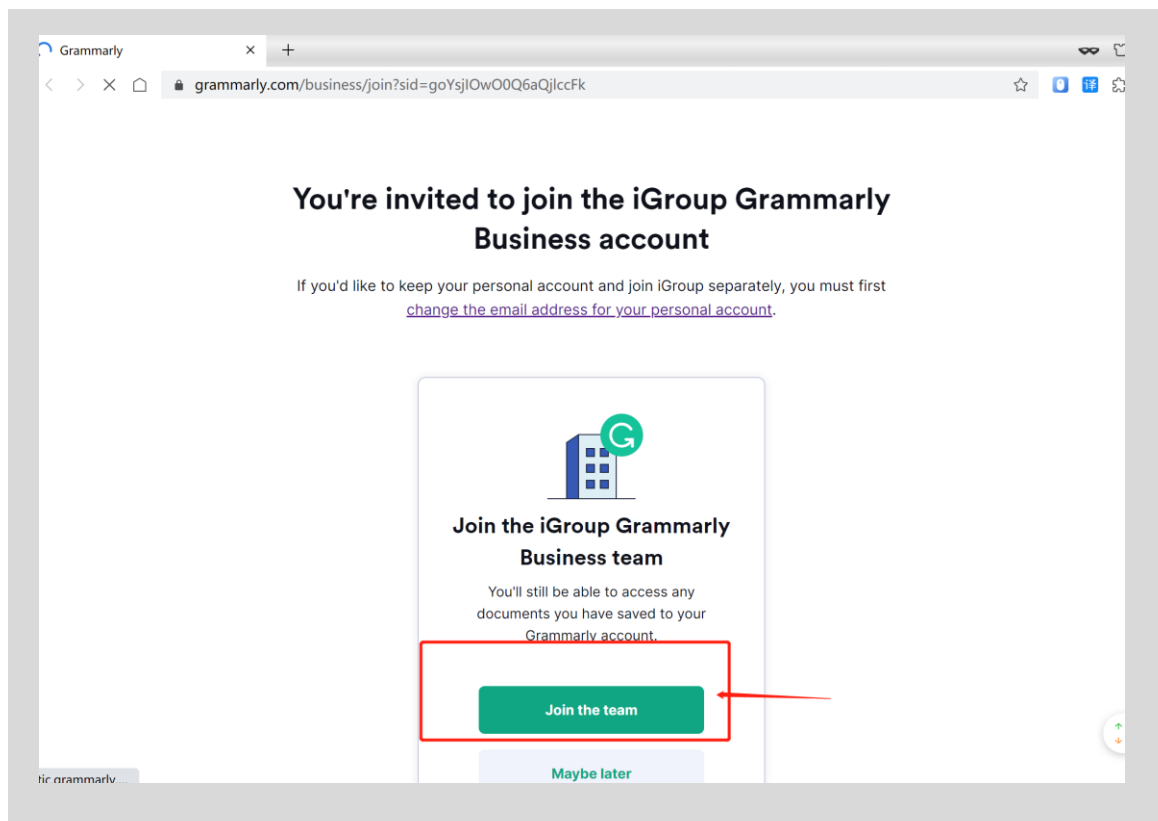 Grammarly
grammarly.com/business/join?sid=goYsjIOwO0Q6aQjlccFk
译
You're invited to join the iGroup Grammarly
Business account
If you'd like to keep your personal account and join iGroup separately, you must first
change the email address for your personal account.
G
Join the iGroup Grammarly
Business team
You'll still be able to access any
documents you have saved to your
Grammarly account.
Join the team
Maybe later
tic.grammarly....